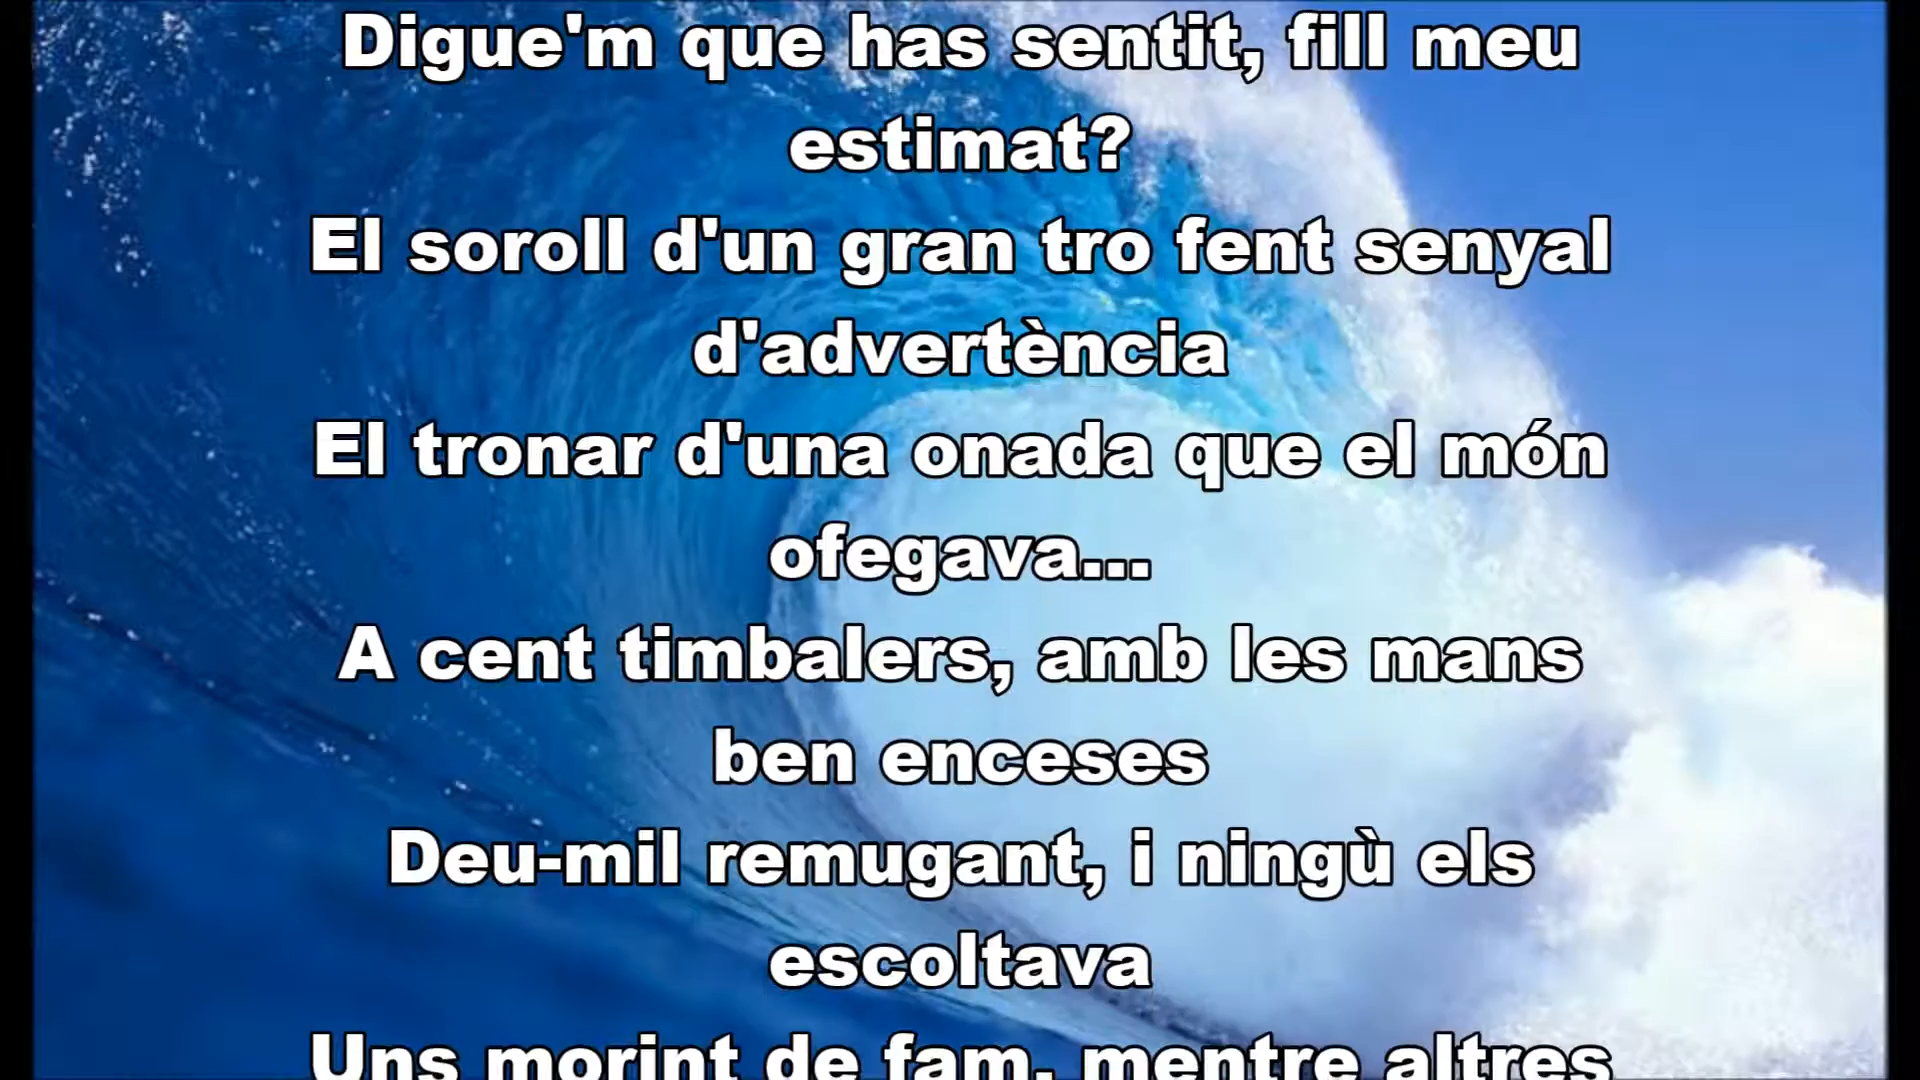 Digue'm que has sentit, fill meu
estimat?
El soroll d'un gran tro fent senyal
d'advertència
El tronar d'una onada que el món
ofegava...
A cent timbalers, amb les mans
ben enceses
Deu-mil remugant, i ningù els
escoltava
Uns morint de fam, mentre altres